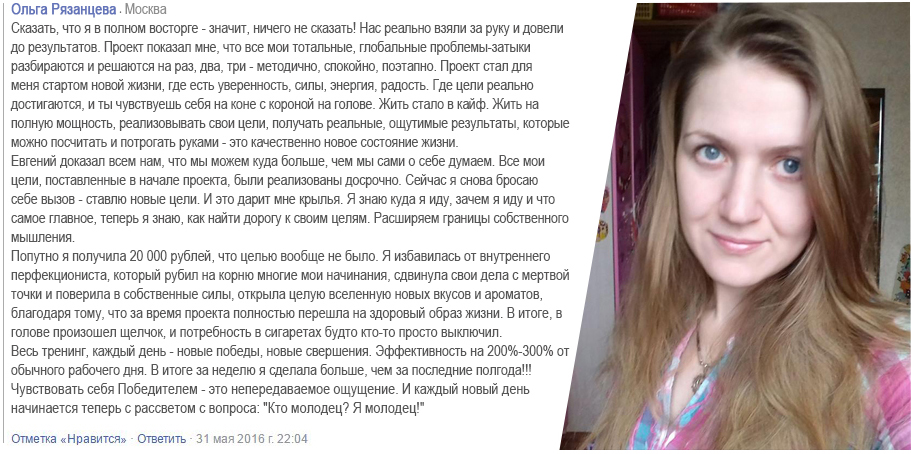 Ольга Рязанцева · Москва
Сказать, что я в полном восторге - значит, ничего не сказать! Нас реально взяли за руку и довели
до результатов. Проект показал мне, что все мои тотальные, глобальные проблемы-затыки
разбираются и решаются на раз, два, три - методично, спокойно, поэтапно. Проект стал для
меня стартом новой жизни, где есть уверенность, силы, энергия, радость. Где цели реально
достигаются, и ты чувствуешь себя на коне с короной на голове. Жить стало в кайф. Жить на
полную мощность, реализовывать свои цели, получать реальные, ощутимые результаты, которые
можно посчитать и потрогать руками - это качественно новое состояние жизни.
Евгений доказал всем нам, что мы можем куда больше, чем мы сами о себе думаем. Все мои
цели, поставленные в начале проекта, были реализованы досрочно. Сейчас я снова бросаю
себе вызов - ставлю новые цели. И это дарит мне крылья. Я знаю куда я иду, зачем я иду и что
самое главное, теперь я знаю, как найти дорогу к своим целям. Расширяем границы собственного
мышления.
Попутно я получила 20 000 рублей, что целью вообще не было. Я избавилась от внутреннего
перфекциониста, который рубил на корню многие мои начинания, сдвинула свои дела с мертвой
точки и поверила в собственные силы, открыла целую вселенную новых вкусов и ароматов,
благодаря тому, что за время проекта полностью перешла на здоровый образ жизни. В итоге, в
голове произошел щелчок, и потребность в сигаретах будто кто-то просто выключил.
Весь тренинг, каждый день - новые победы, новые свершения. Эффективность на 200%-300% от
обычного рабочего дня. В итоге за неделю я сделала больше, чем за последние полгода!!!
Чувствовать себя Победителем - это непередаваемое ощущение. И каждый новый день
начинается теперь с рассветом с вопроса: "Кто молодец? Я молодец!"
Отметка «Нравится» · Ответить · 31 мая 2016 г. 22:04